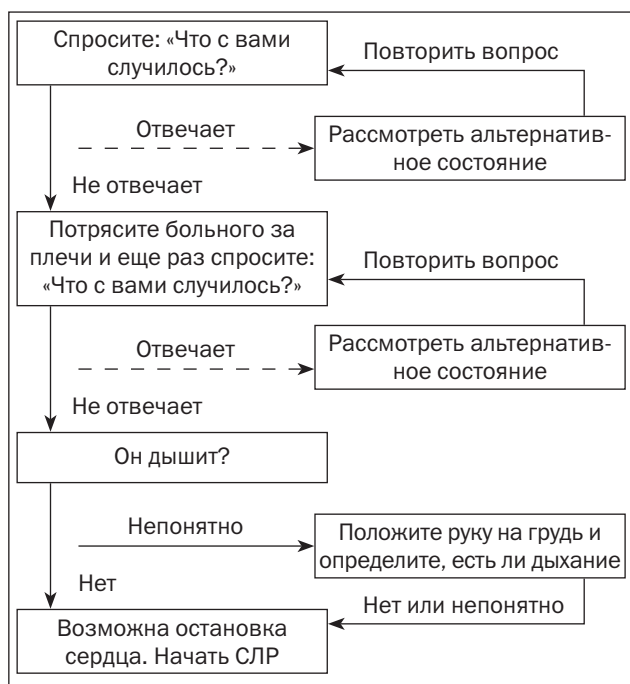 Спросите: «Что с вами
случилось?»
Повторить вопрос
Отвечает
Рассмотреть альтернатив-
ное состояние
Не отвечает
Потрясите больного за
плечи и еще раз спросите:
«Что с вами случилось?»
Повторить вопрос
Отвечает
Рассмотреть альтернатив-
ное состояние
Не отвечает
Он дышит?
Непонятно
Положите руку на грудь и
определите, есть ли дыхание
Нет
Нет или непонятно
Возможна остановка
сердца. Начать СЛР